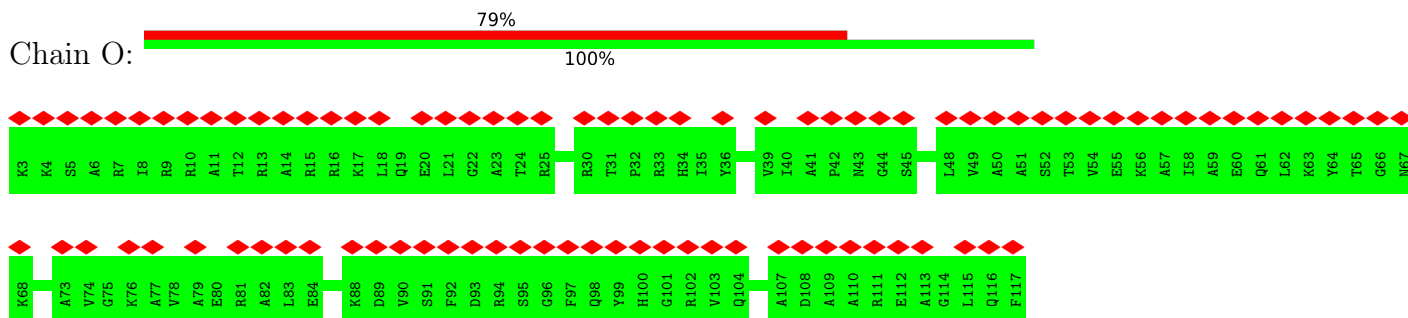 79%
Chain O:
100%
K3 K4 S5 A6 R7 I8 R9 R10 A11 T12 R13 A14 R15 R16 K17 L18 Q19 E20 L21 G22 A23 T24 R25 R30 T31 P32 R33 H34 I35 Y36 V39 I40 A41 P42 N43 G44 S45 L48 V49 A50 A51 S52 T53 V54 E55 K56 A57 I58 A59 E60 Q61 L62 K63 Y64 T65 G66 N67
K68 A73 V74 G75 K76 A77 V78 A79 E80 R81 A82 L83 E84 K88 D89 V90 S91 F92 D93 R94 S95 G96 F97 Q98 Y99 H100 G101 R102 V103 Q104 A107 D108 A109 A110 R111 E112 A113 G114 L115 Q116 F117